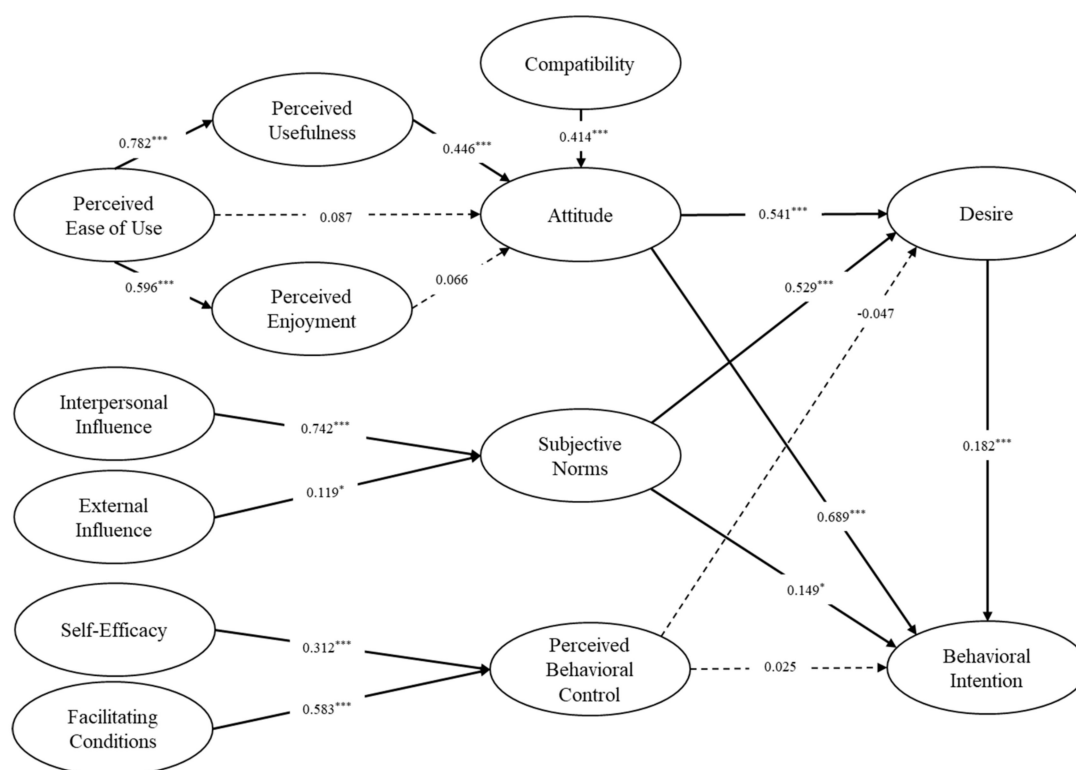 Compatibility
Perceived
Usefulness
0.782***
0.446***
0.414***
Perceived
Ease of Use
0.087
Attitude
0.541***
Desire
0.596***
Perceived
Enjoyment
0.066
0.529***
-0.047
Interpersonal
Influence
0.742***
Subjective
Norms
0.182***
External
Influence
0.119*
0.689***
0.149*
Self-Efficacy
0.312***
Perceived
Behavioral
Control
0.025
Behavioral
Intention
Facilitating
Conditions
0.583***